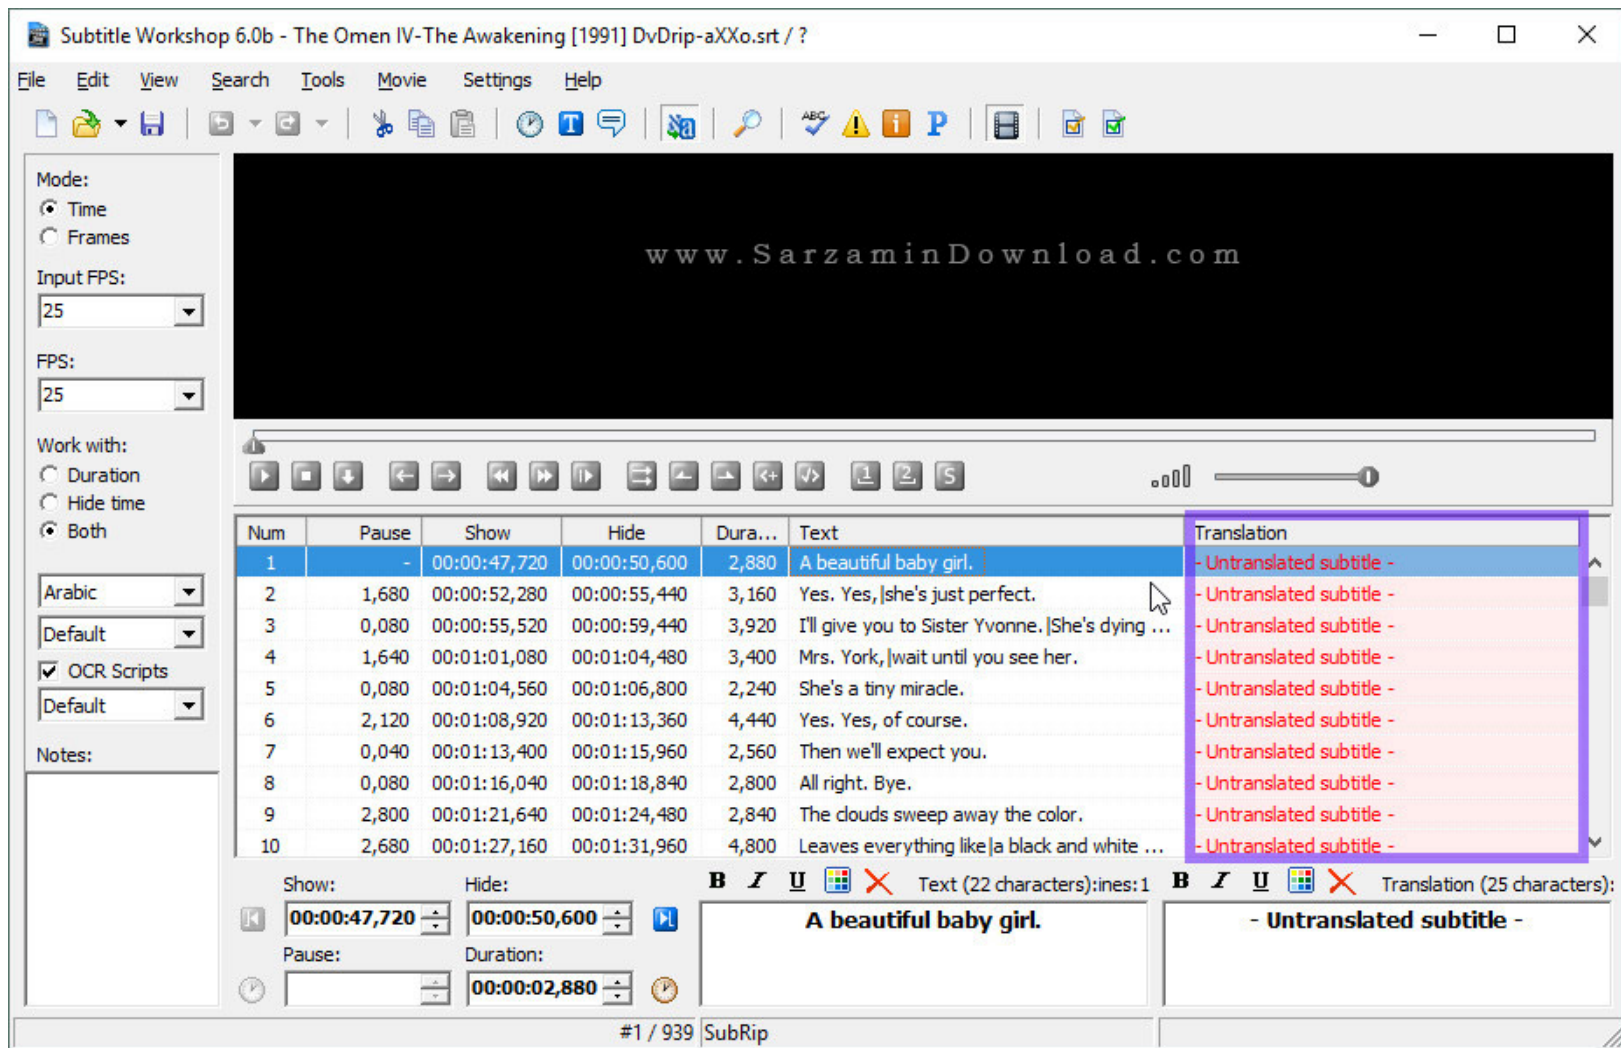 Subtitle Workshop 6.0b - The Omen IV-The Awakening [1991] DvDrip-aXXo.srt / ?
File Edit View Search Tools Movie Settings Help
ABC T i P
Mode:
Time
Frames
Input FPS:
25
FPS:
25
Work with:
Duration
Hide time
Both
Arabic
Default
OCR Scripts
Default
Notes:
www.SarzaminDownload.com
1 2 S
Num Pause Show Hide Dura... Text Translation
1 - 00:00:47,720 00:00:50,600 2,880 A beautiful baby girl. - Untranslated subtitle -
2 1,680 00:00:52,280 00:00:55,440 3,160 Yes. Yes,|she's just perfect. - Untranslated subtitle -
3 0,080 00:00:55,520 00:00:59,440 3,920 I'll give you to Sister Yvonne.|She's dying ... - Untranslated subtitle -
4 1,640 00:01:01,080 00:01:04,480 3,400 Mrs. York,|wait until you see her. - Untranslated subtitle -
5 0,080 00:01:04,560 00:01:06,800 2,240 She's a tiny miracle. - Untranslated subtitle -
6 2,120 00:01:08,920 00:01:13,360 4,440 Yes. Yes, of course. - Untranslated subtitle -
7 0,040 00:01:13,400 00:01:15,960 2,560 Then we'll expect you. - Untranslated subtitle -
8 0,080 00:01:16,040 00:01:18,840 2,800 All right. Bye. - Untranslated subtitle -
9 2,800 00:01:21,640 00:01:24,480 2,840 The clouds sweep away the color. - Untranslated subtitle -
10 2,680 00:01:27,160 00:01:31,960 4,800 Leaves everything like|a black and white ... - Untranslated subtitle -
Show: Hide:
00:00:47,720 00:00:50,600
Pause: Duration:
00:00:02,880
B I U Text (22 characters):ines: 1
A beautiful baby girl.
B I U Translation (25 characters):
- Untranslated subtitle -
#1 / 939 SubRip